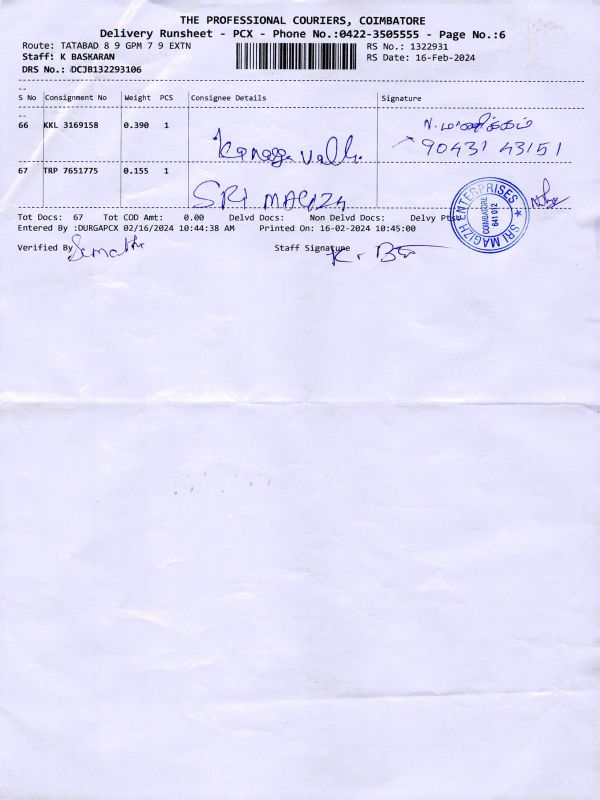 THE PROFESSIONAL COURIERS, COIMBATORE
Delivery Runsheet - PCX - Phone No.:0422-3505555 - Page No.:6
Route: TATABAD 8 9 GPM 7 9 EXTN
RS No.: 1322931
Staff: K BASKARAN
RS Date: 16-Feb-2024
DRS No.: DCJB132293106
S No Consignment No Weight PCS Consignee Details Signature
66 KKL 3169158 0.390 1 Kanagavalli
90431 43151
67 TRP 7651775 0.155 1 SRI MAGIZH
SRI MAGIZH ENTERPRISES
COIMBATORE
641 012
Tot Docs: 67 Tot COD Amt: 0.00 Delvd Docs: Non Delvd Docs: Delvy Pts:
Entered By :DURGAPCX 02/16/2024 10:44:38 AM Printed On: 16-02-2024 10:45:00
Verified By Staff Signature